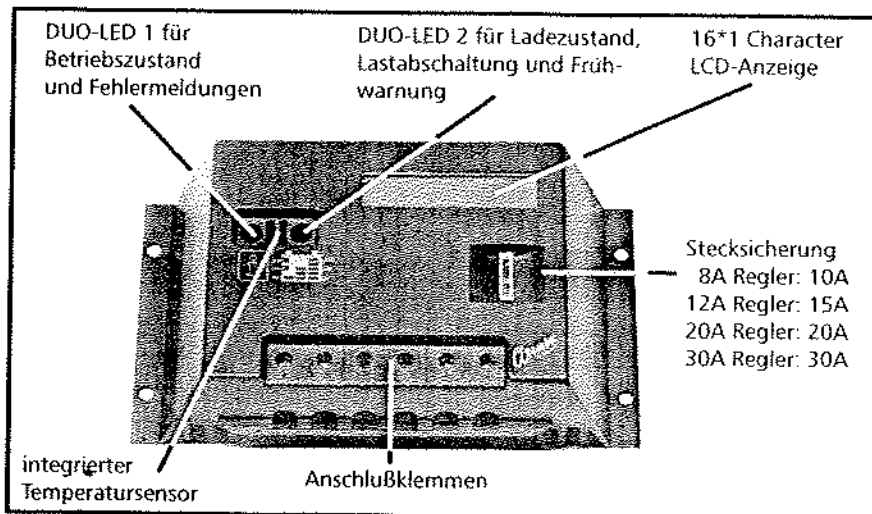 DUO-LED 1 für
Betriebszustand
und Fehlermeldungen
DUO-LED 2 für Ladezustand,
Lastabschaltung und Früh-
warnung
16*1 Character
LCD-Anzeige
Stecksicherung
8A Regler: 10A
12A Regler: 15A
20A Regler: 20A
30A Regler: 30A
integrierter
Temperatursensor
Anschlußklemmen